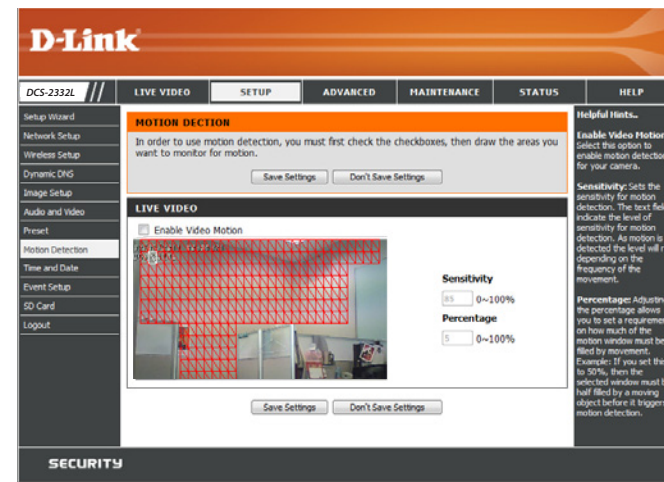 D-Link
DCS-2332L
LIVE VIDEO
SETUP
ADVANCED
MAINTENANCE
STATUS
HELP
Setup Wizard
Network Setup
Wireless Setup
Dynamic DNS
Image Setup
Audio and Video
Preset
Motion Detection
Time and Date
Event Setup
SD Card
Logout
MOTION DECTION
In order to use motion detection, you must first check the checkboxes, then draw the areas you
want to monitor for motion.
Save Settings
Don't Save Settings
LIVE VIDEO
Enable Video Motion
Sensitivity
85 0~100%
Percentage
5 0~100%
Save Settings
Don't Save Settings
Helpful Hints..
Enable Video Motion
Select this option to
enable motion detection
for your camera.
Sensitivity: Sets the
sensitivity for motion
detection. The text
indicate the level of
sensitivity for motion
detection. As motion is
detected the level will
depending on the
frequency of the
movement.
Percentage:
the percentage allows
you to set a
on how much of the
motion window must be
filled by movement.
Example: If you set this
to 50%, then the
selected window must
half filled by a moving
object before it triggers
motion detection.
SECURITY